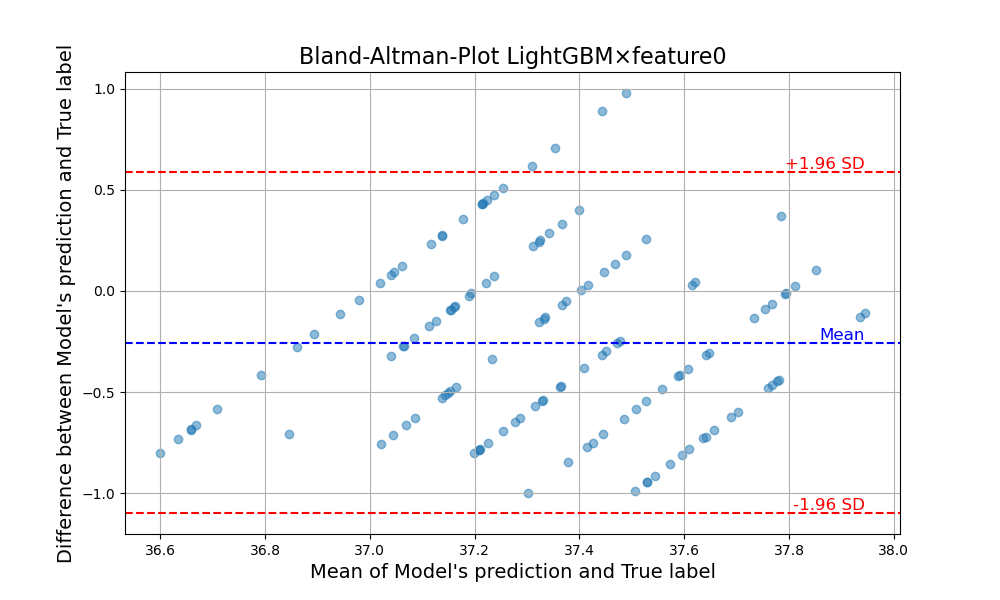 Bland-Altman-Plot LightGBM×feature0
Difference between Model's prediction and True label
1.0
0.5
0.0
−0.5
−1.0
+1.96 SD
Mean
-1.96 SD
36.6 36.8 37.0 37.2 37.4 37.6 37.8 38.0
Mean of Model's prediction and True label